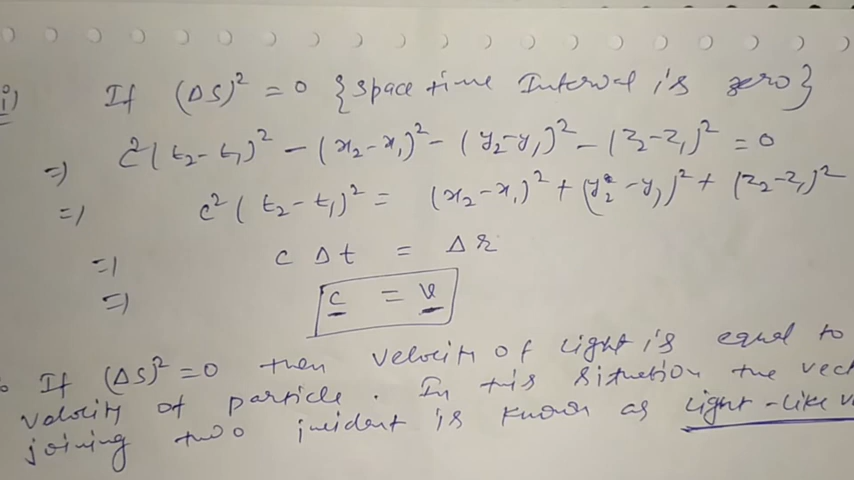 i) If (ΔS)² = 0 {space time Interval is zero}
=) c²(t₂-t₁)² - (x₂-x₁)² - (y₂-y₁)² - (z₂-z₁)² = 0
=) c²(t₂-t₁)² = (x₂-x₁)² + (y₂-y₁)² + (z₂-z₁)²
=) c Δt = Δr
=) c = v
If (ΔS)² = 0 then velocity of light is equal to
velocity of particle. In this situation the vect
joining two incident is known as light-like v